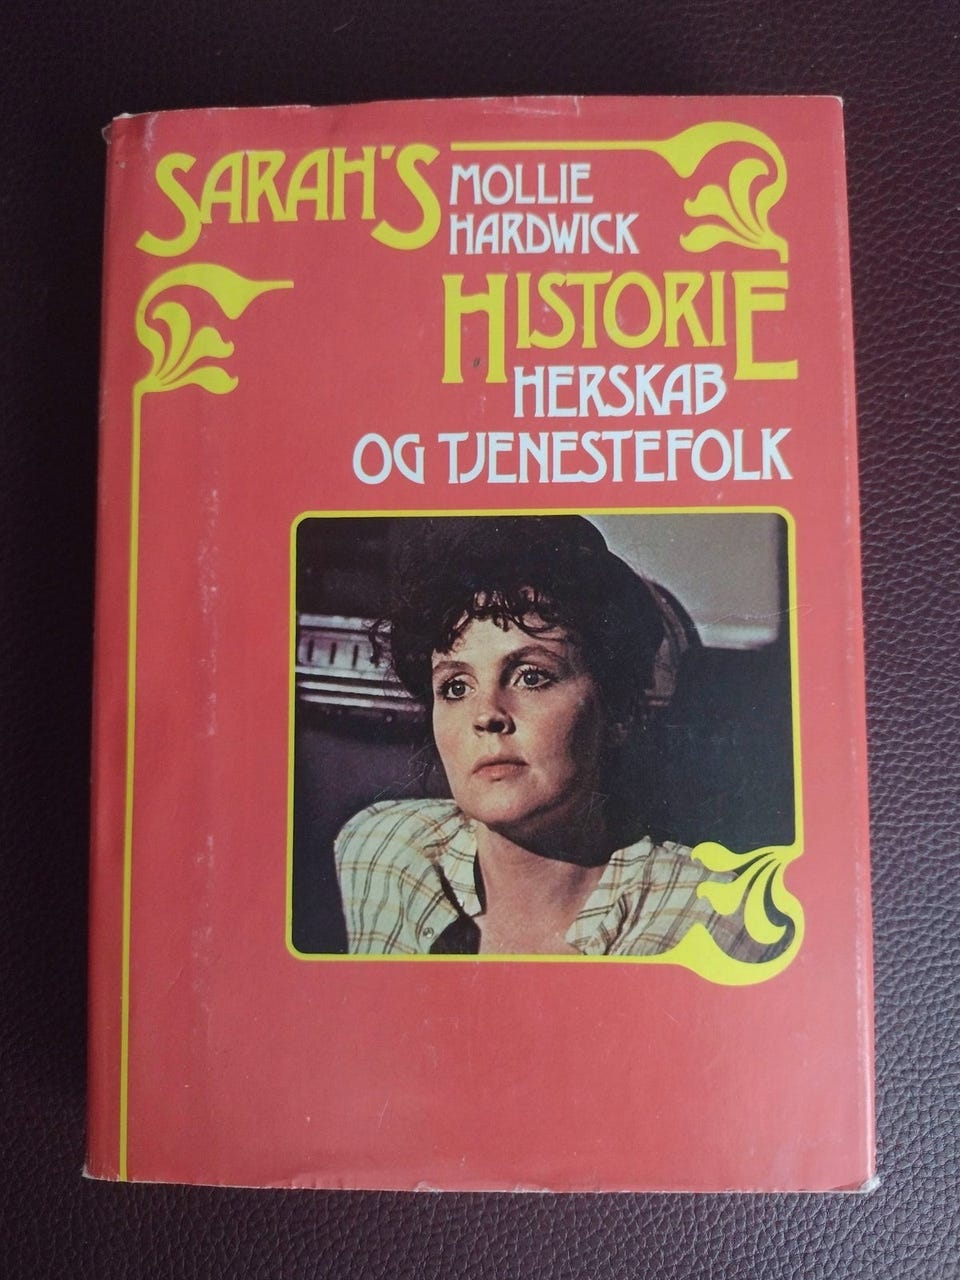 SARAH'S
MOLLIE
HARDWICK
HISTORIE
HERSKAB
OG TJENESTEFOLK